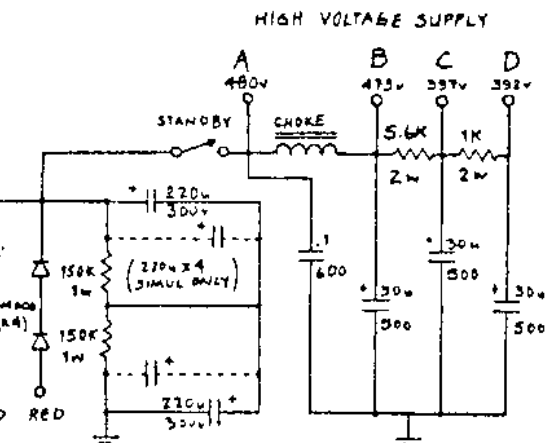 HIGH VOLTAGE SUPPLY
A B C D
480v 475v 397v 392v
STANDBY
CHOKE
5.6K 1K
2W 2W
220u
300v
+
+
150K
1W
(220u x 4
SIMUL ONLY)
.1
600
+ 30u
500
+ 30u
500
+ 30u
500
x4)
150K
1W
+
220u +
300v
RED